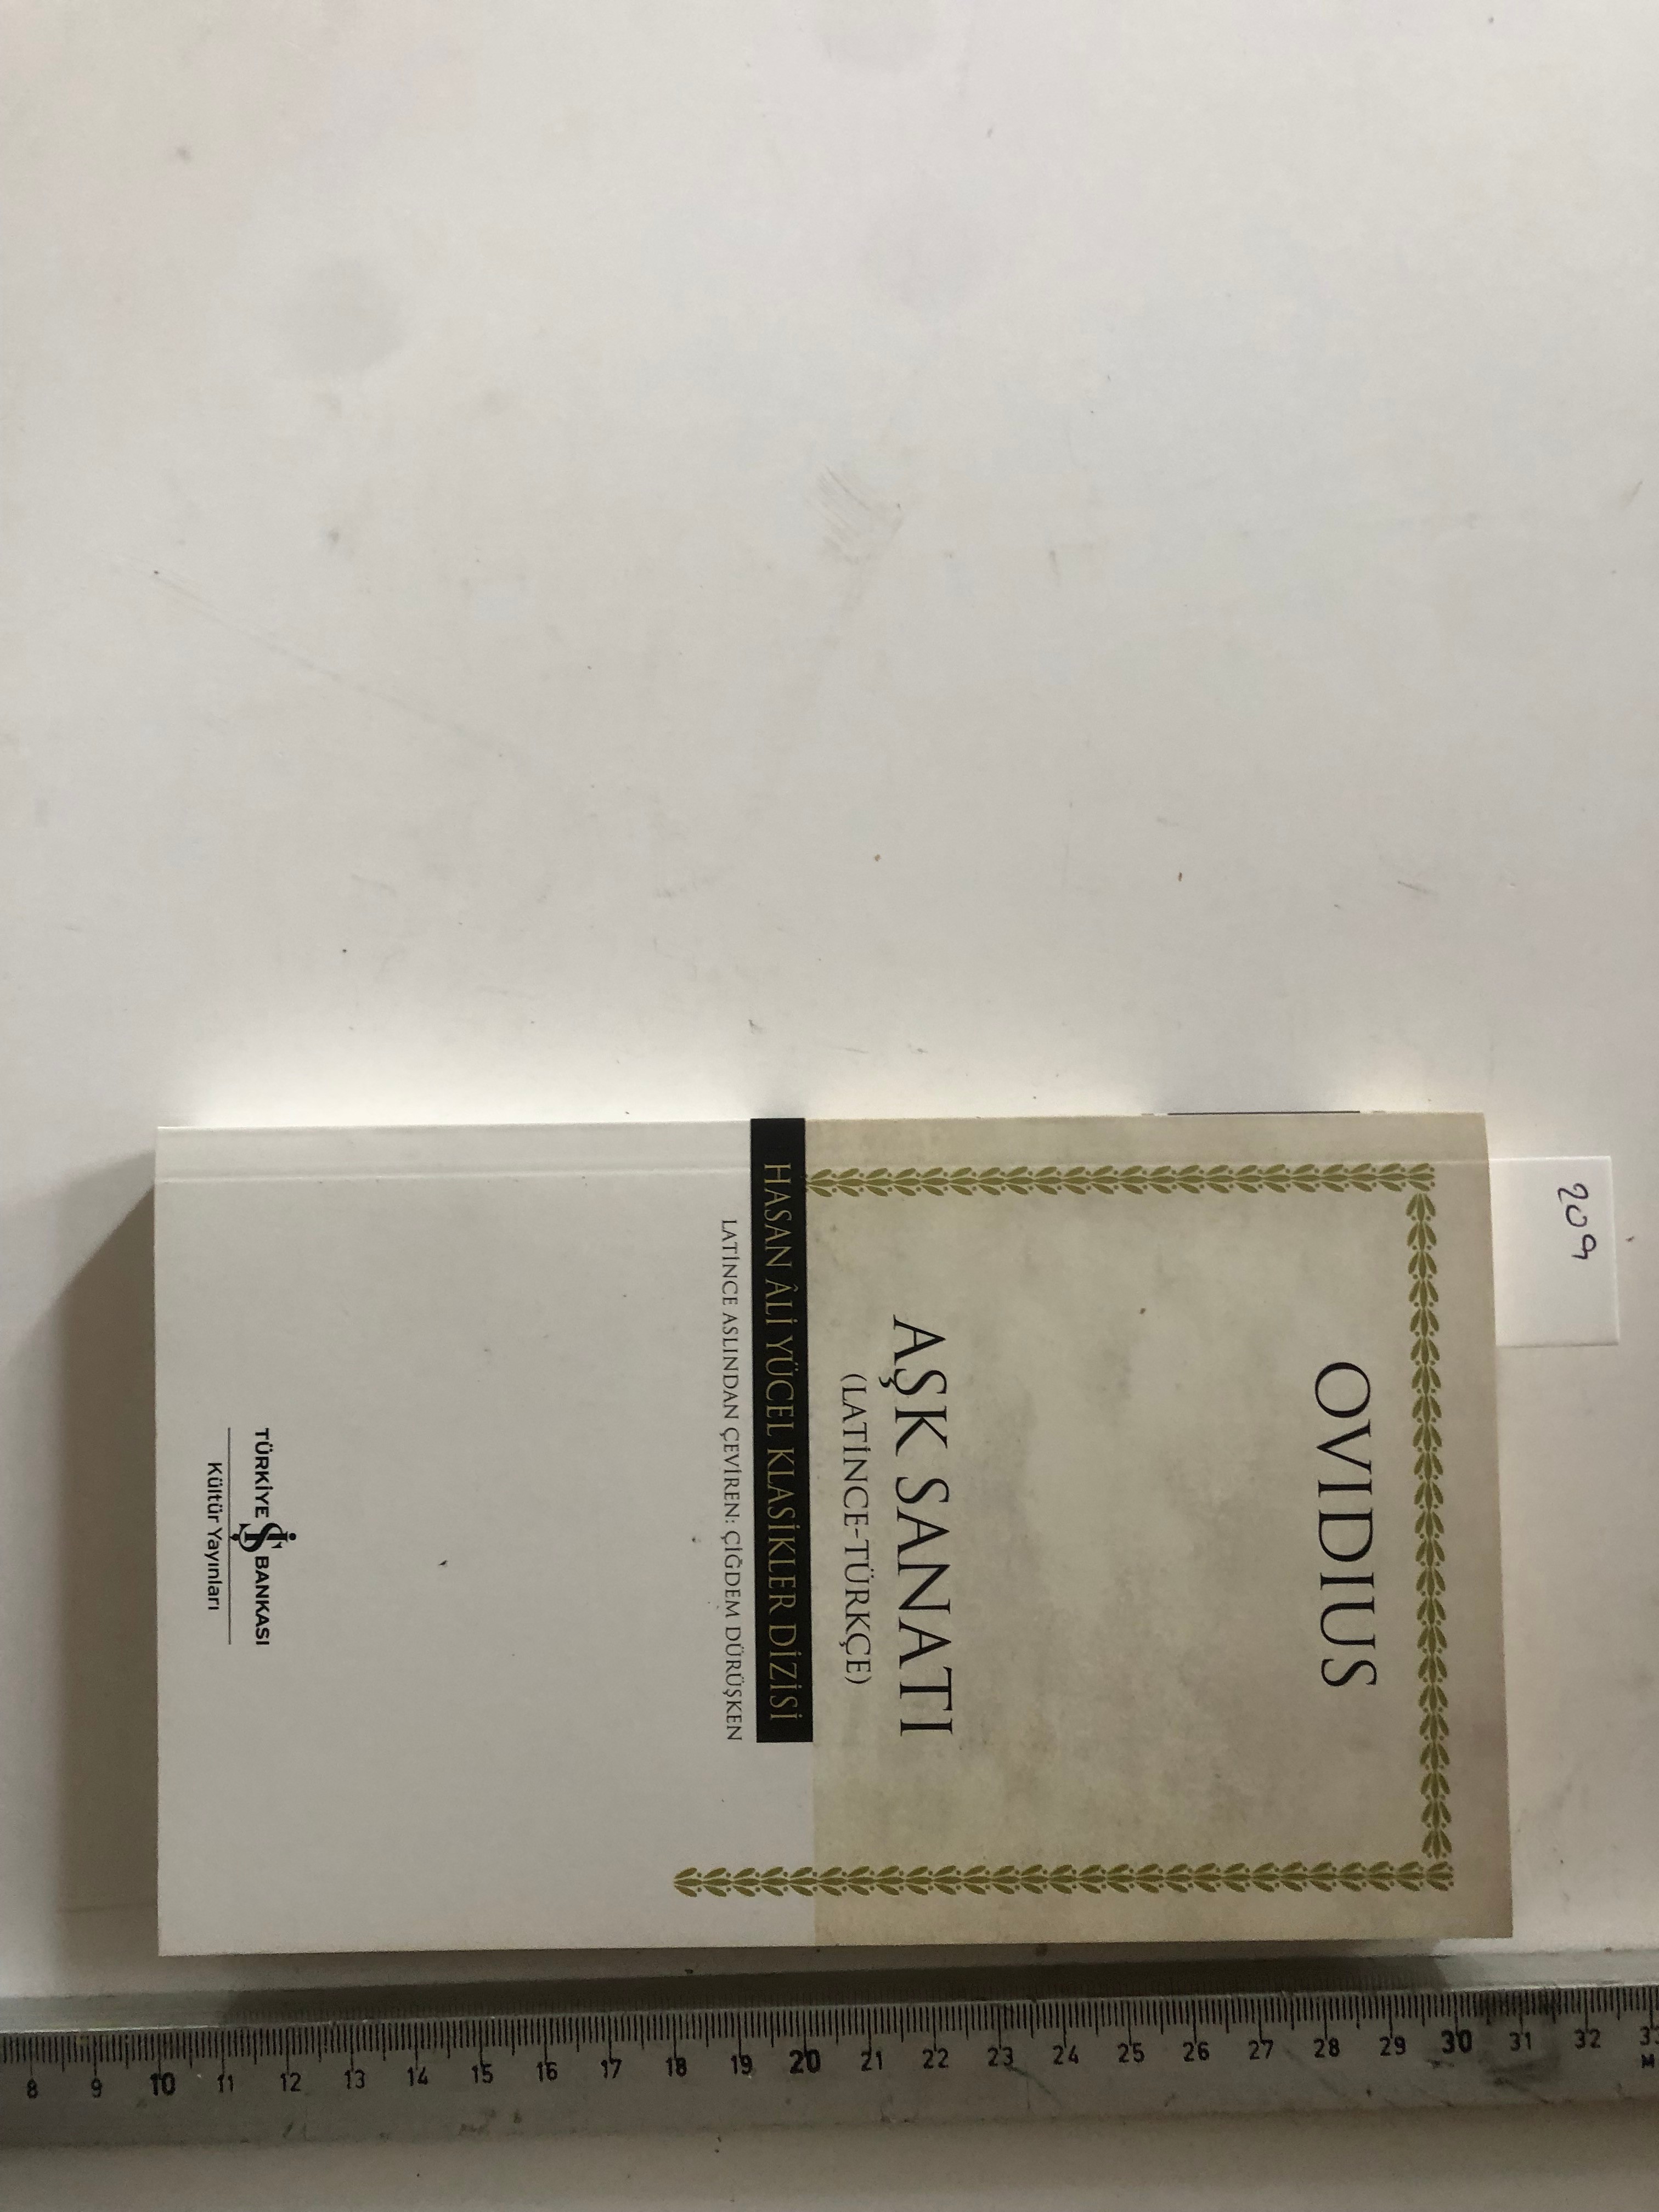 209
OVIDIUS
AŞK SANATI
(LATİNCE-TÜRKÇE)
HASAN ÂLİ YÜCEL KLASİKLER DİZİSİ
LATİNCE ASLINDAN ÇEVİREN: ÇİĞDEM DÜRÜŞKEN
TÜRKİYE İŞ BANKASI
Kültür Yayınları
8 9 10 11 12 13 14 15 16 17 18 19 20 21 22 23 24 25 26 27 28 29 30 31 32 33
M